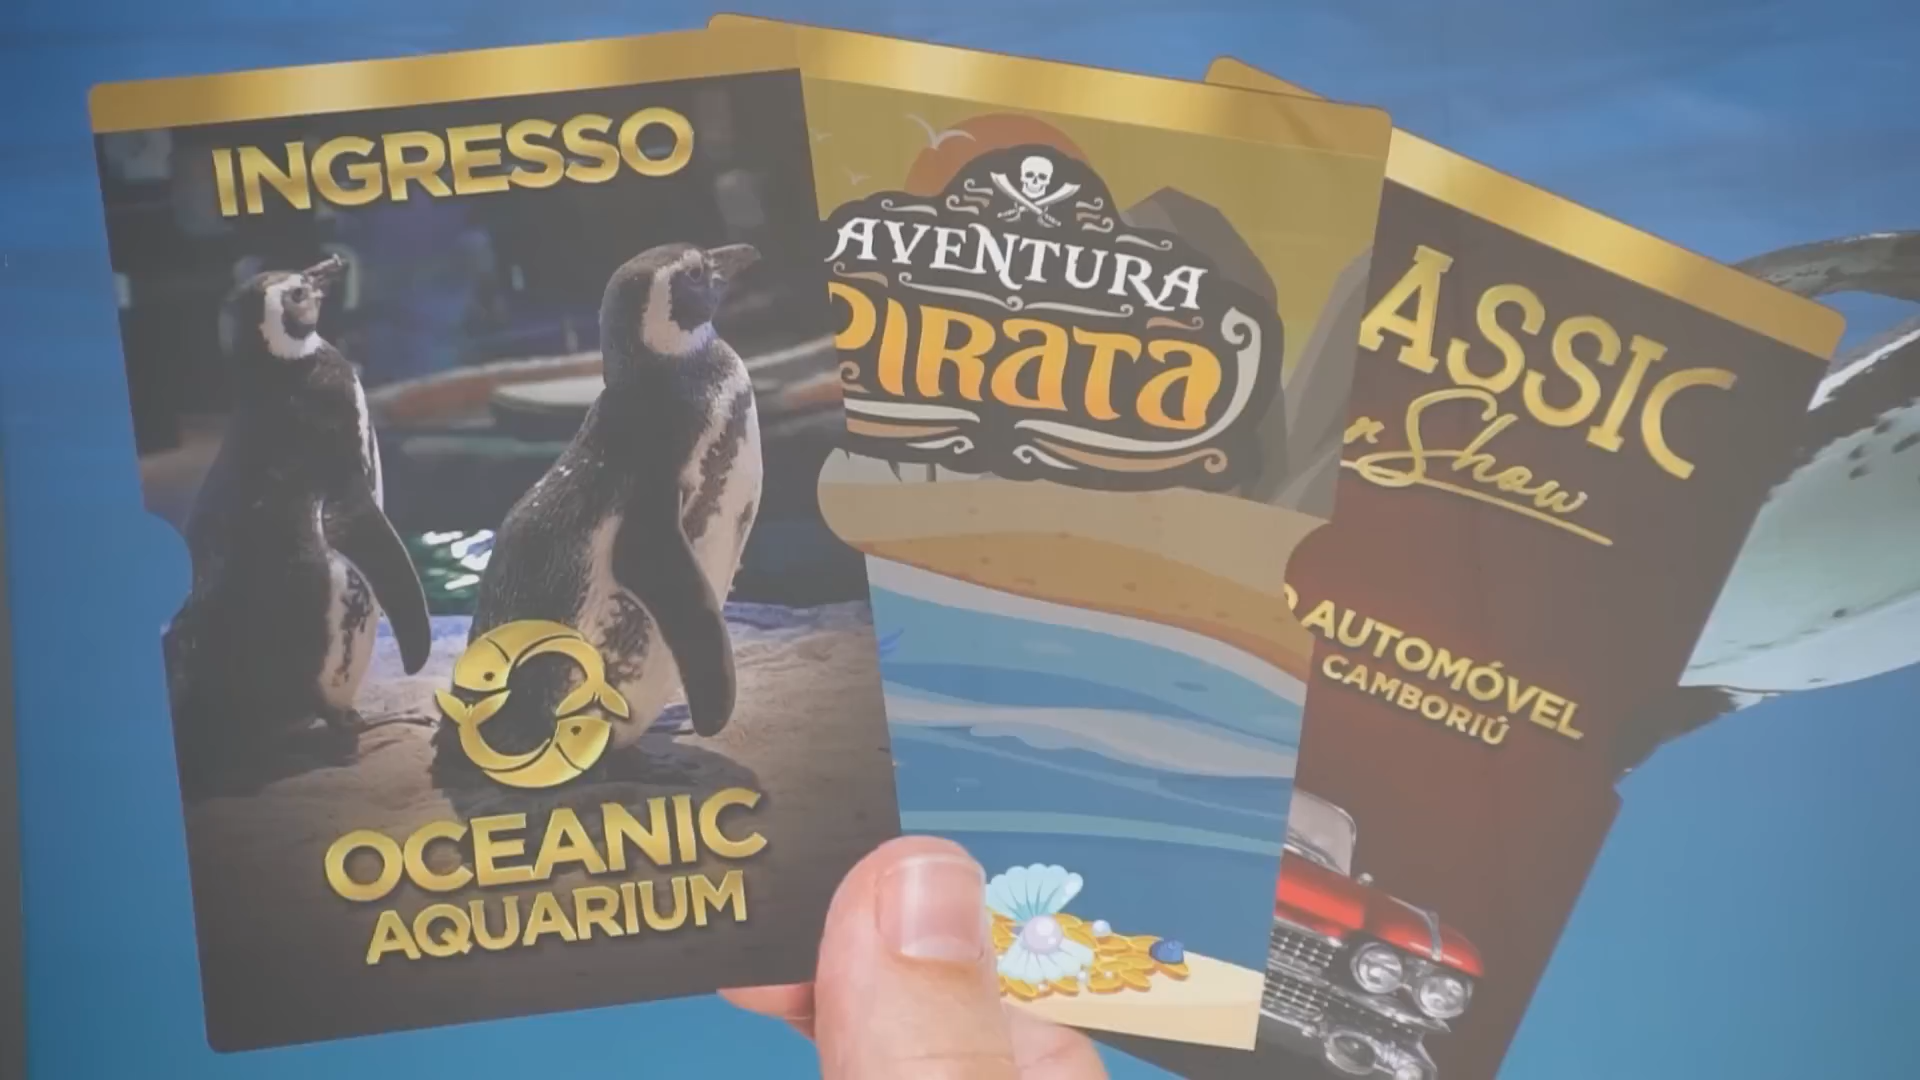 INGRESSO
OCEANIC
AQUARIUM
AVENTURA
PIRATA
ASSIC
Show
AUTOMÓVEL
CAMBORIÚ